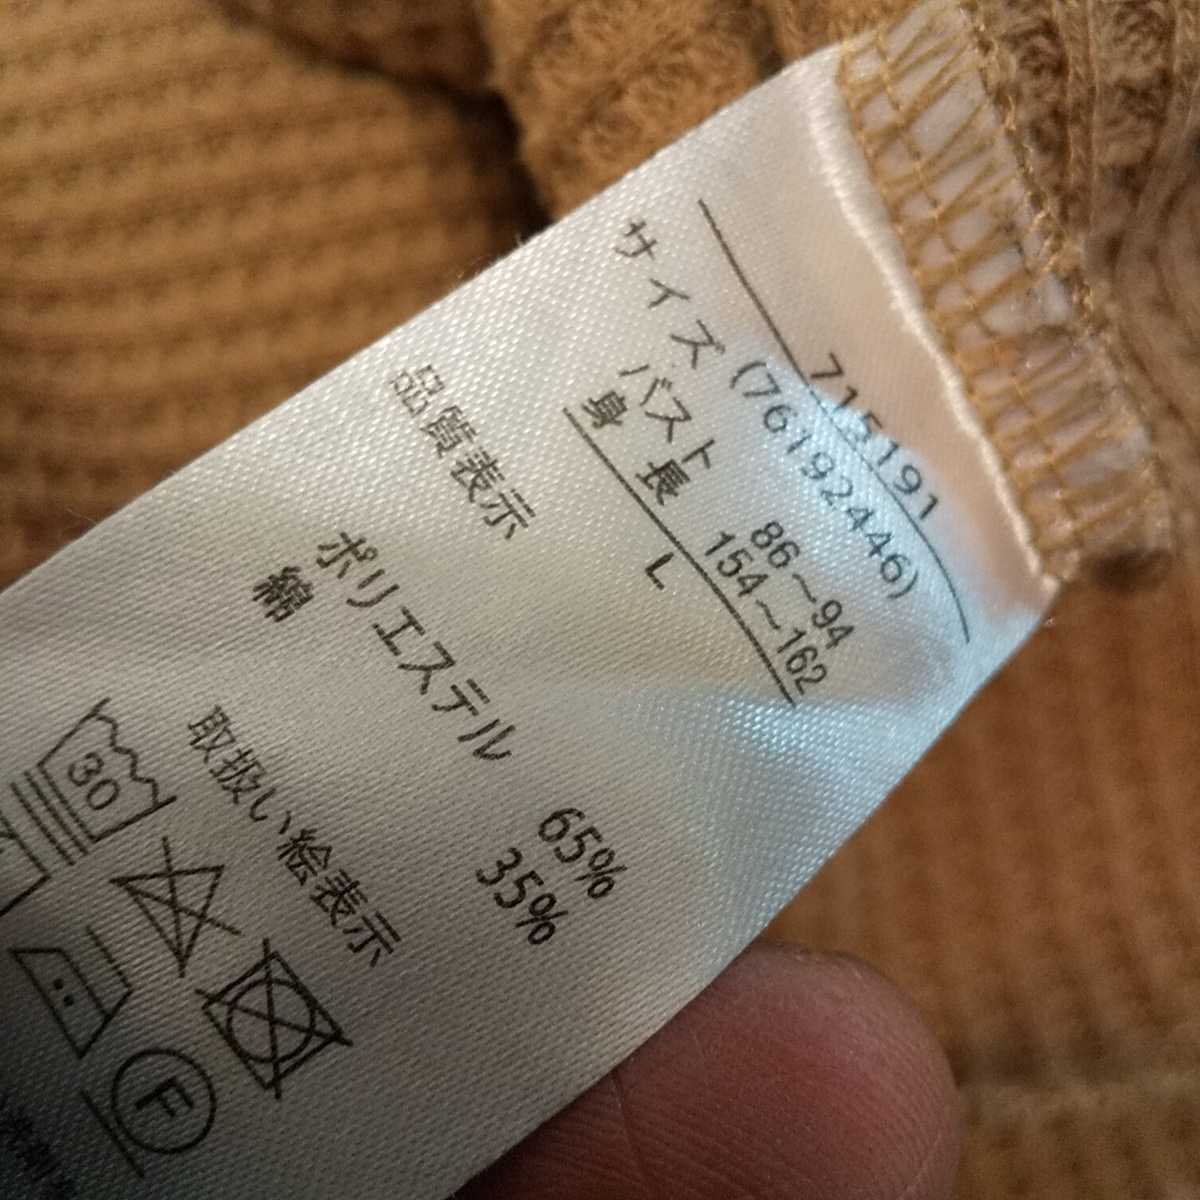 715191
サイズ (76192446)
バスト 86〜94
身長 154〜162
L
品質表示
ポリエステル 65%
綿 35%
取扱い絵表示
30
F